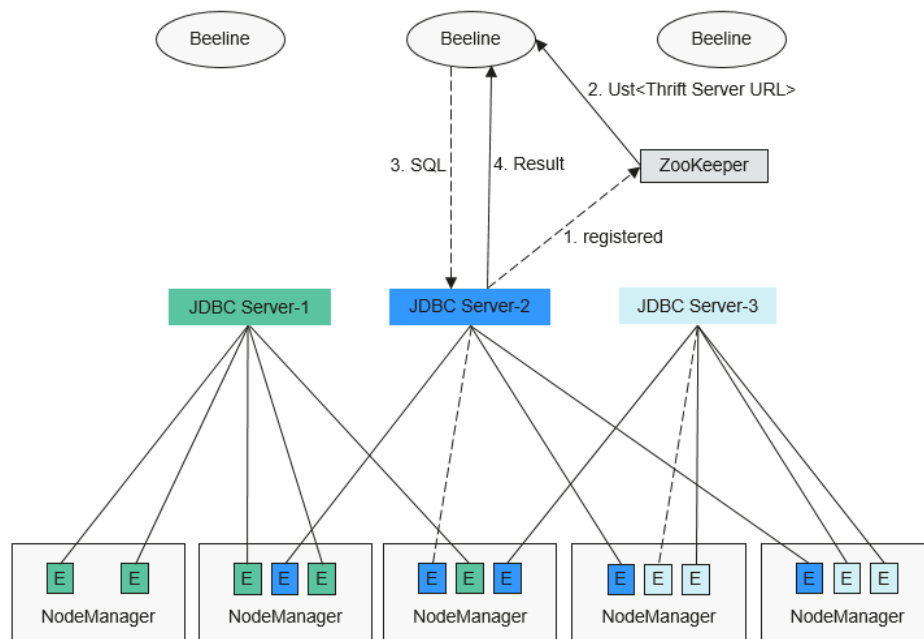 Beeline
Beeline
Beeline
2. Ust<Thrift Server URL>
3. SQL
4. Result
ZooKeeper
1. registered
JDBC Server-1
JDBC Server-2
JDBC Server-3
E
E
E
E
E
E
E
E
E
E
E
E
E
E
NodeManager
NodeManager
NodeManager
NodeManager
NodeManager